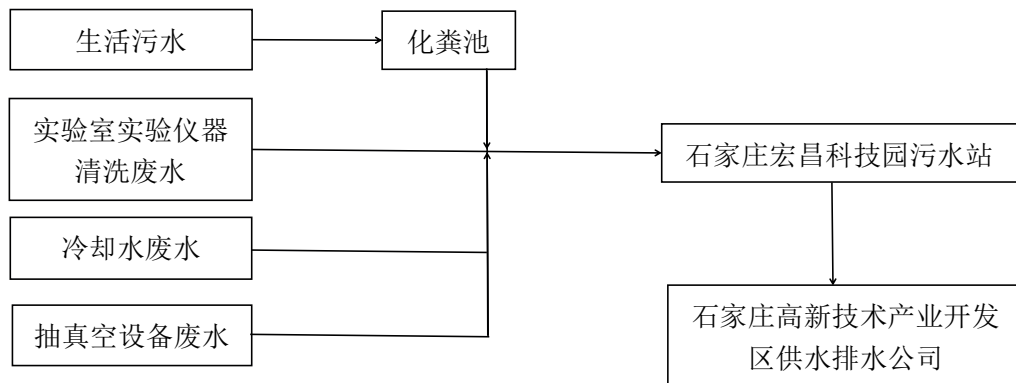 生活污水
化粪池
实验室实验仪器
清洗废水
石家庄宏昌科技园污水站
冷却水废水
抽真空设备废水
石家庄高新技术产业开发
区供水排水公司